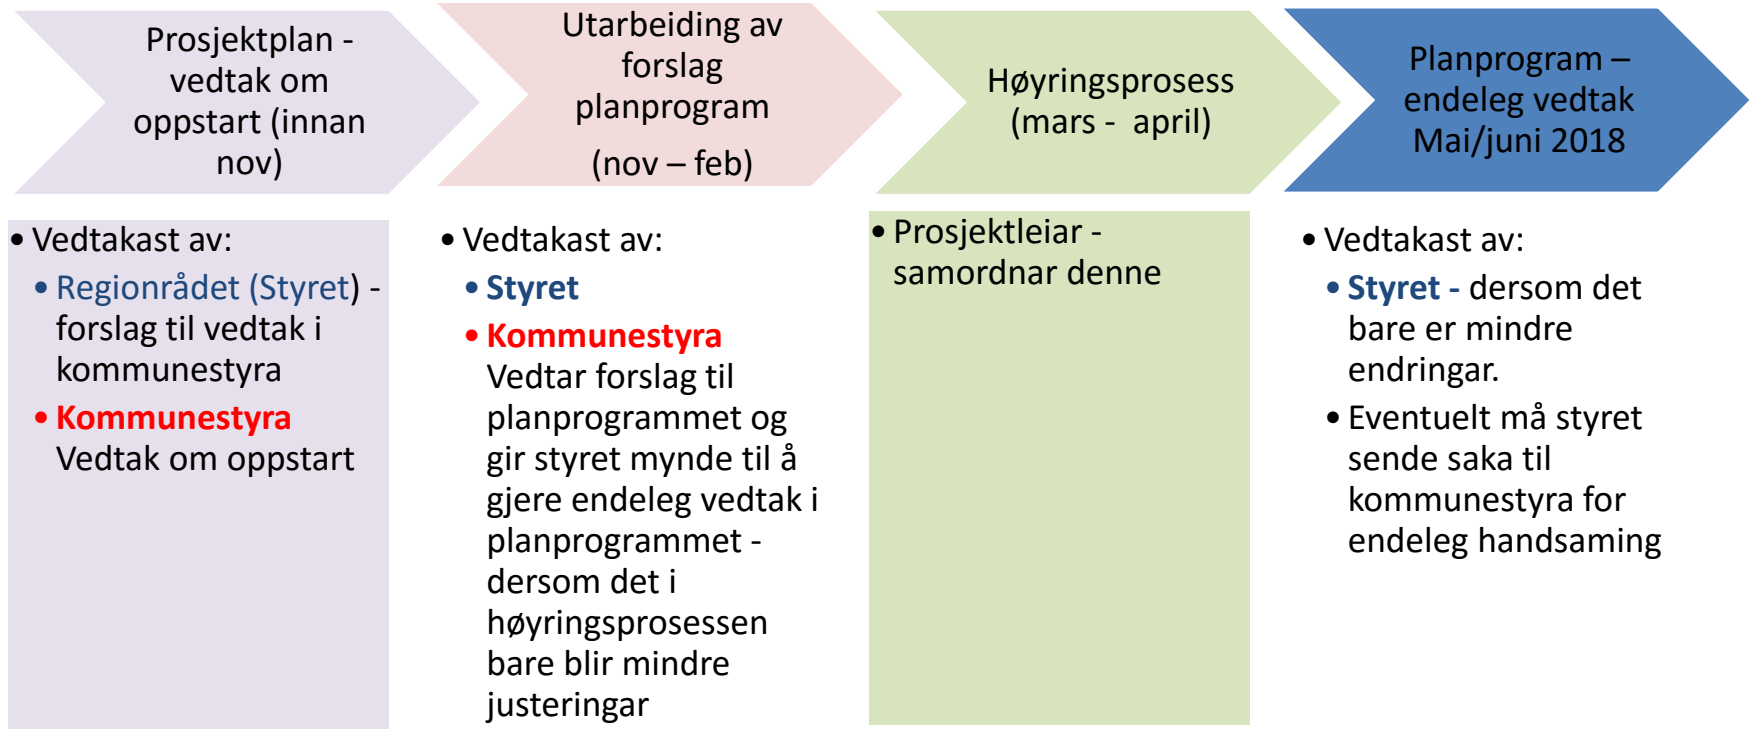 Prosjektplan -
vedtak om
oppstart (innan
nov)
Utarbeiding av
forslag
planprogram
(nov – feb)
Høyringsprosess
(mars -  april)
Planprogram –
endeleg vedtak
Mai/juni 2018
• Vedtakast av:
• Regionrådet (Styret) -
forslag til vedtak i
kommunestyra
• Kommunestyra
Vedtak om oppstart
• Vedtakast av:
• Styret
• Kommunestyra
Vedtar forslag til
planprogrammet og
gir styret mynde til å
gjere endeleg vedtak i
planprogrammet -
dersom det i
høyringsprosessen
bare blir mindre
justeringar
• Prosjektleiar -
samordnar denne
• Vedtakast av:
• Styret - dersom det
bare er mindre
endringar.
• Eventuelt må styret
sende saka til
kommunestyra for
endeleg handsaming